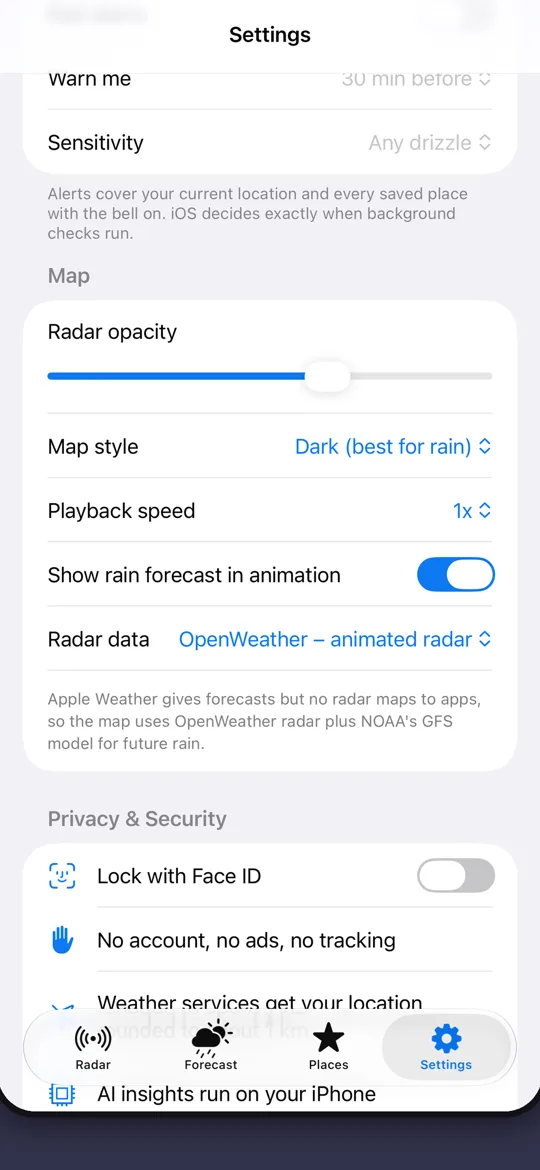 Settings
Warn me 30 min before
Sensitivity Any drizzle
Alerts cover your current location and every saved place
with the bell on. iOS decides exactly when background
checks run.
Map
Radar opacity
Map style Dark (best for rain)
Playback speed 1x
Show rain forecast in animation
Radar data OpenWeather – animated radar
Apple Weather gives forecasts but no radar maps to apps,
so the map uses OpenWeather radar plus NOAA's GFS
model for future rain.
Privacy & Security
Lock with Face ID
No account, no ads, no tracking
Weather services get your location
1 km
Radar Forecast Places Settings
AI insights run on your iPhone